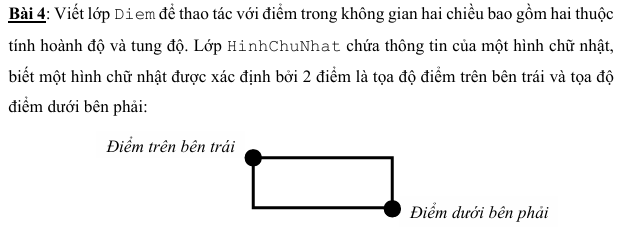 Bài 4: Viết lớp Diem để thao tác với điểm trong không gian hai chiều bao gồm hai thuộc
tính hoành độ và tung độ. Lớp HinhChuNhat chứa thông tin của một hình chữ nhật,
biết một hình chữ nhật được xác định bởi 2 điểm là tọa độ điểm trên bên trái và tọa độ
điểm dưới bên phải:
Điểm trên bên trái
Điểm dưới bên phải